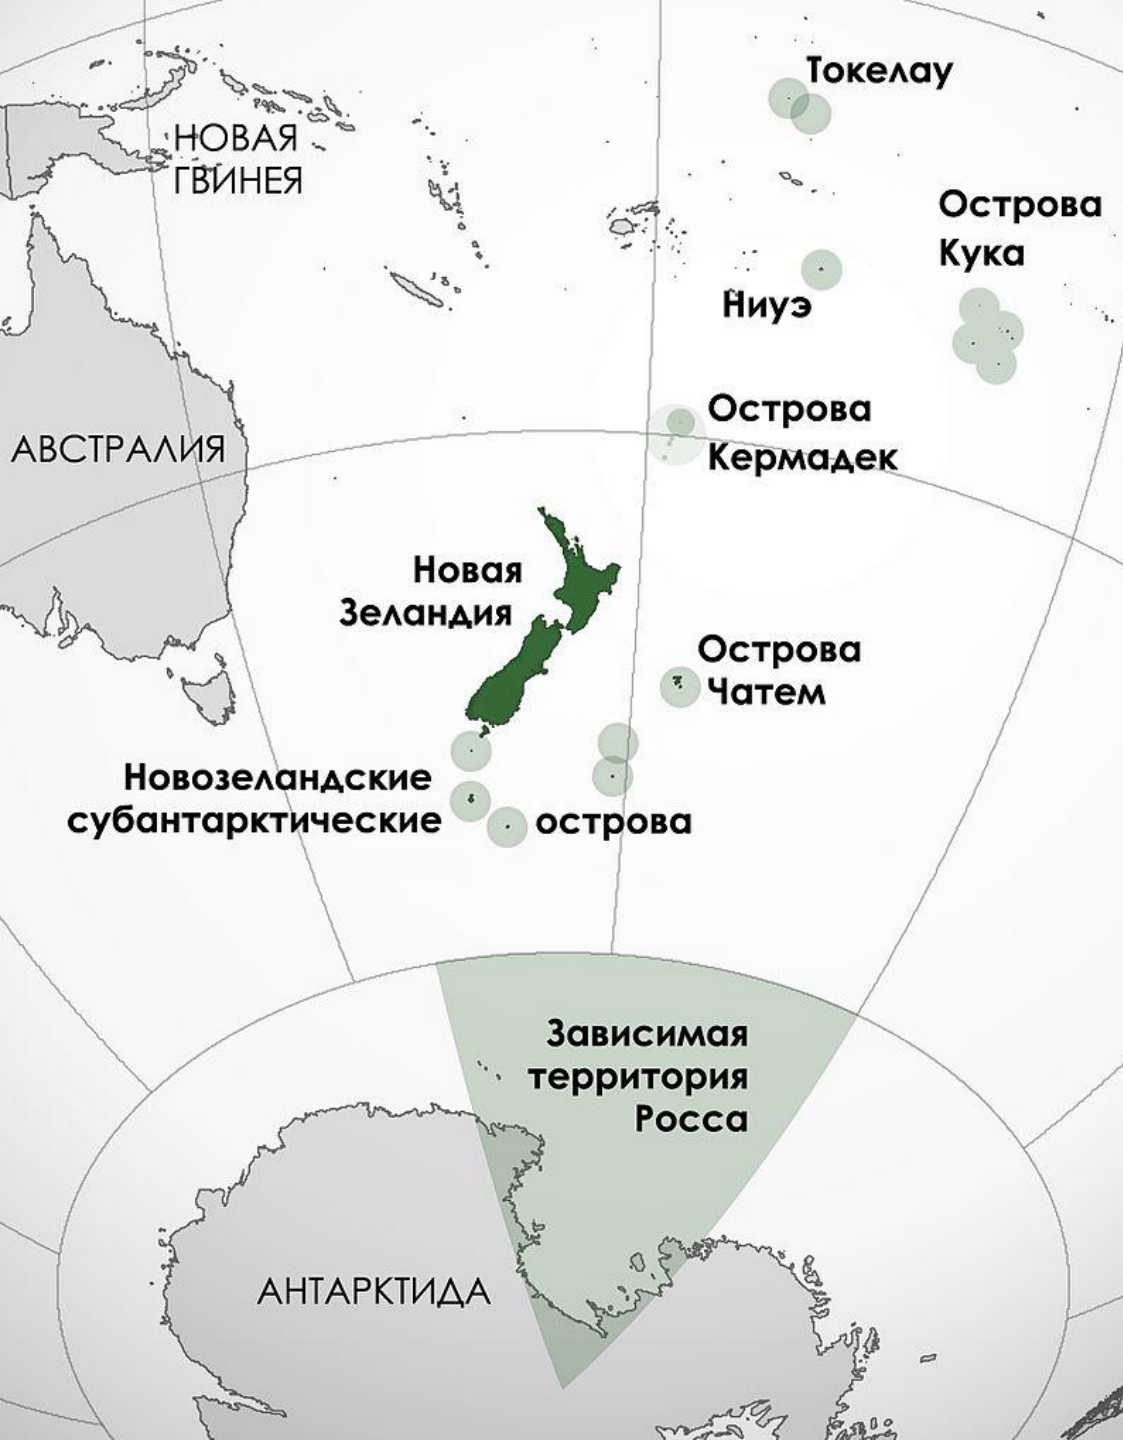 Токелау
НОВАЯ
ГВИНЕЯ
Острова
Кука
Ниуэ
Острова
Кермадек
АВСТРАЛИЯ
Новая
Зеландия
Острова
Чатем
Новозеландские
субантарктические острова
Зависимая
территория
Росса
АНТАРКТИДА